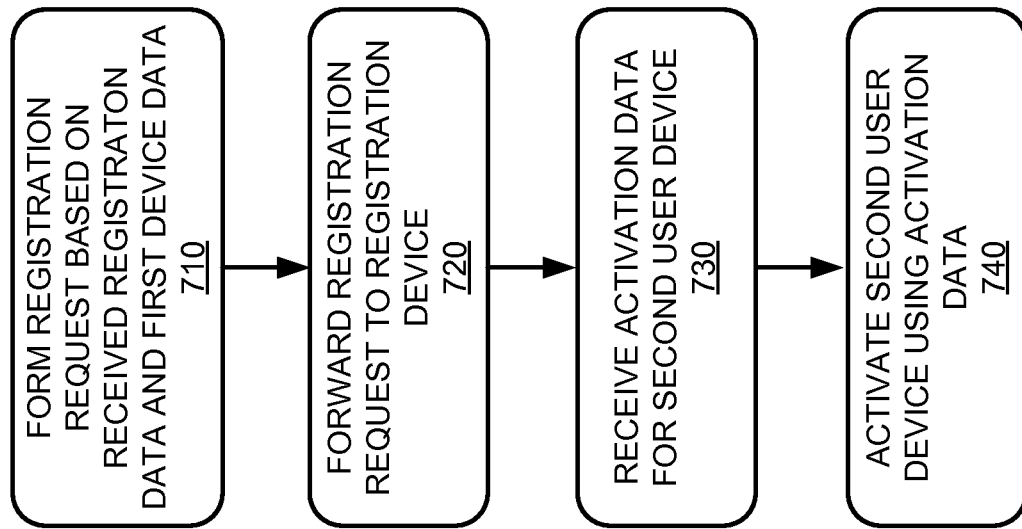 FORM REGISTRATION
REQUEST BASED ON
RECEIVED REGISTRATON
DATA AND FIRST DEVICE DATA
710
FORWARD REGISTRATION
REQUEST TO REGISTRATION
DEVICE
720
RECEIVE ACTIVATION DATA
FOR SECOND USER DEVICE
730
ACTIVATE SECOND USER
DEVICE USING ACTIVATION
DATA
740